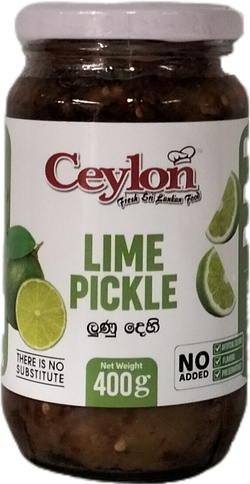 Ceylon
Fresh Sri Lankan Food
LIME
PICKLE
ලුණු දෙහි
THERE IS NO
SUBSTITUTE
Net Weight
400g
NO
ADDED